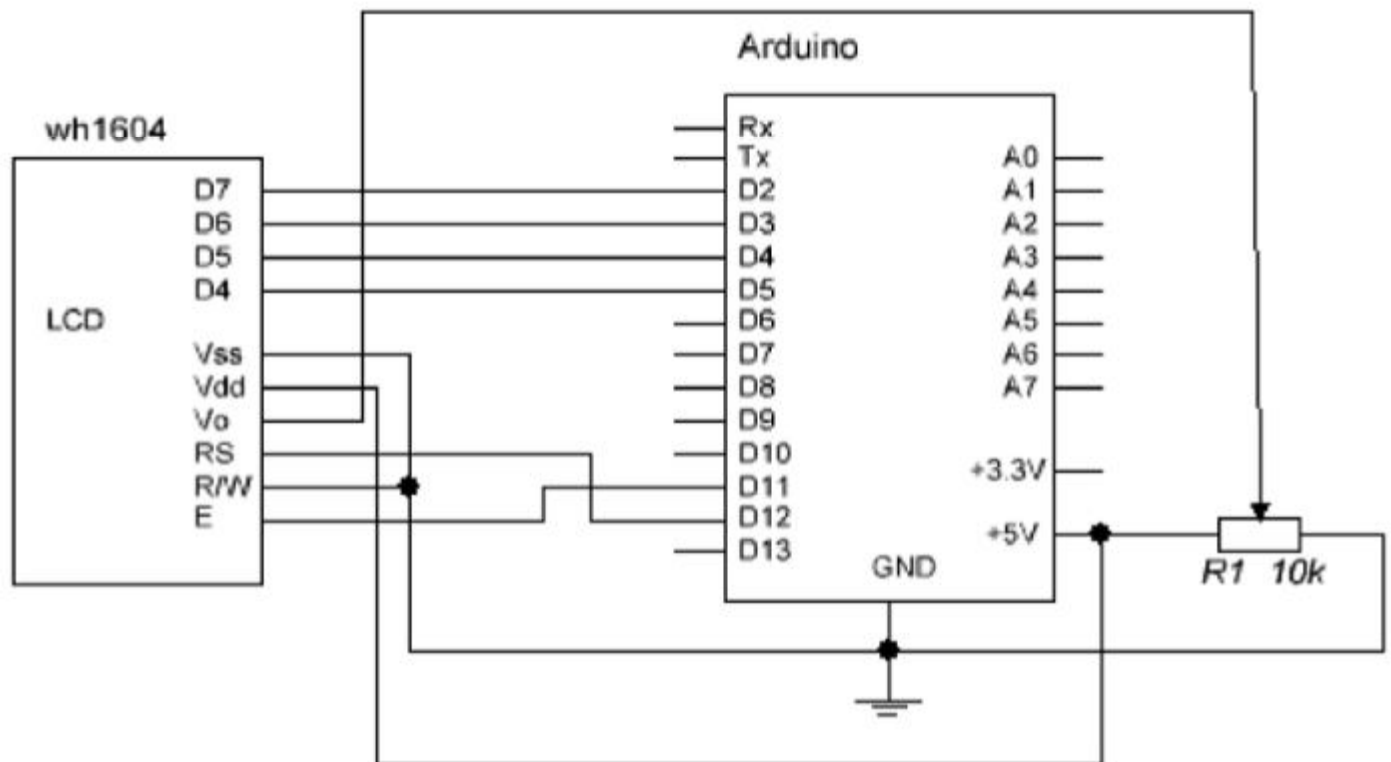 Arduino
wh1604
LCD
D7
D6
D5
D4
Vss
Vdd
Vo
RS
R/W
E
Rx
Tx
D2
D3
D4
D5
D6
D7
D8
D9
D10
D11
D12
D13
GND
A0
A1
A2
A3
A4
A5
A6
A7
+3.3V
+5V
R1 10k